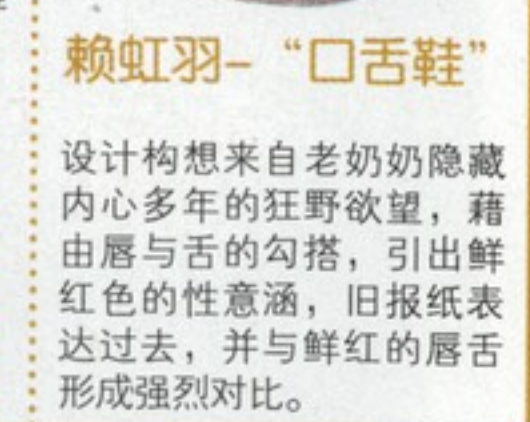 赖虹羽-“口舌鞋”
设计构想来自老奶奶隐藏
内心多年的狂野欲望，藉
由唇与舌的勾搭，引出鲜
红色的性意涵，旧报纸表
达过去，并与鲜红的唇舌
形成强烈对比。